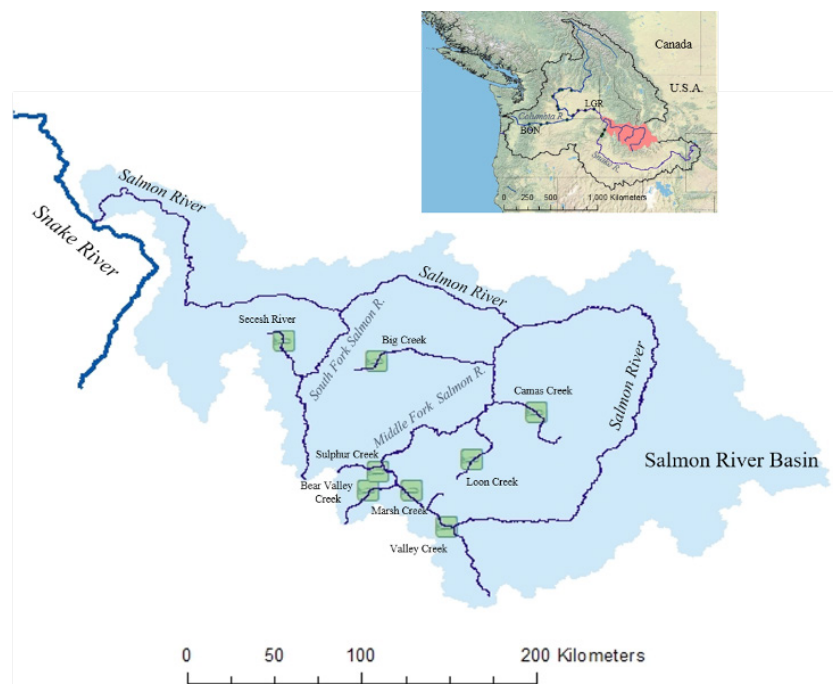 Canada
U.S.A.
LGR
Columbia R.
BON
Snake R.
0 250 500 1,000 Kilometers
Salmon River
Snake River
Salmon River
Secesh River
South Fork Salmon R.
Big Creek
Middle Fork Salmon R.
Camas Creek
Salmon River
Sulphur Creek
Salmon River Basin
Bear Valley
Creek
Loon Creek
Marsh Creek
Valley Creek
0 50 100 200 Kilometers